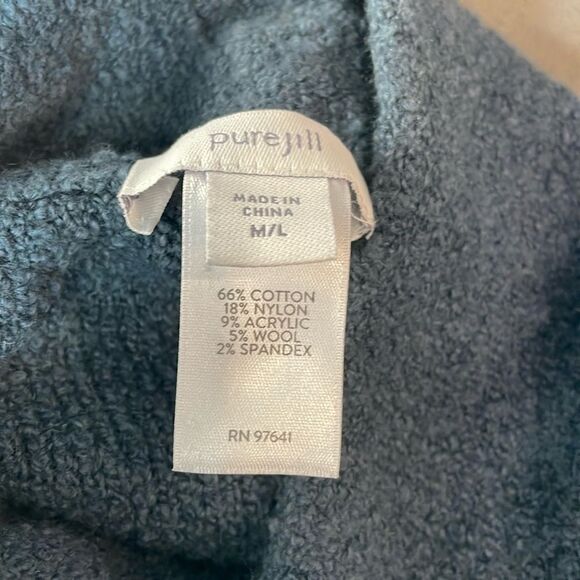 purejill
MADE IN
CHINA
M/L
66% COTTON
18% NYLON
9% ACRYLIC
5% WOOL
2% SPANDEX
RN 97641